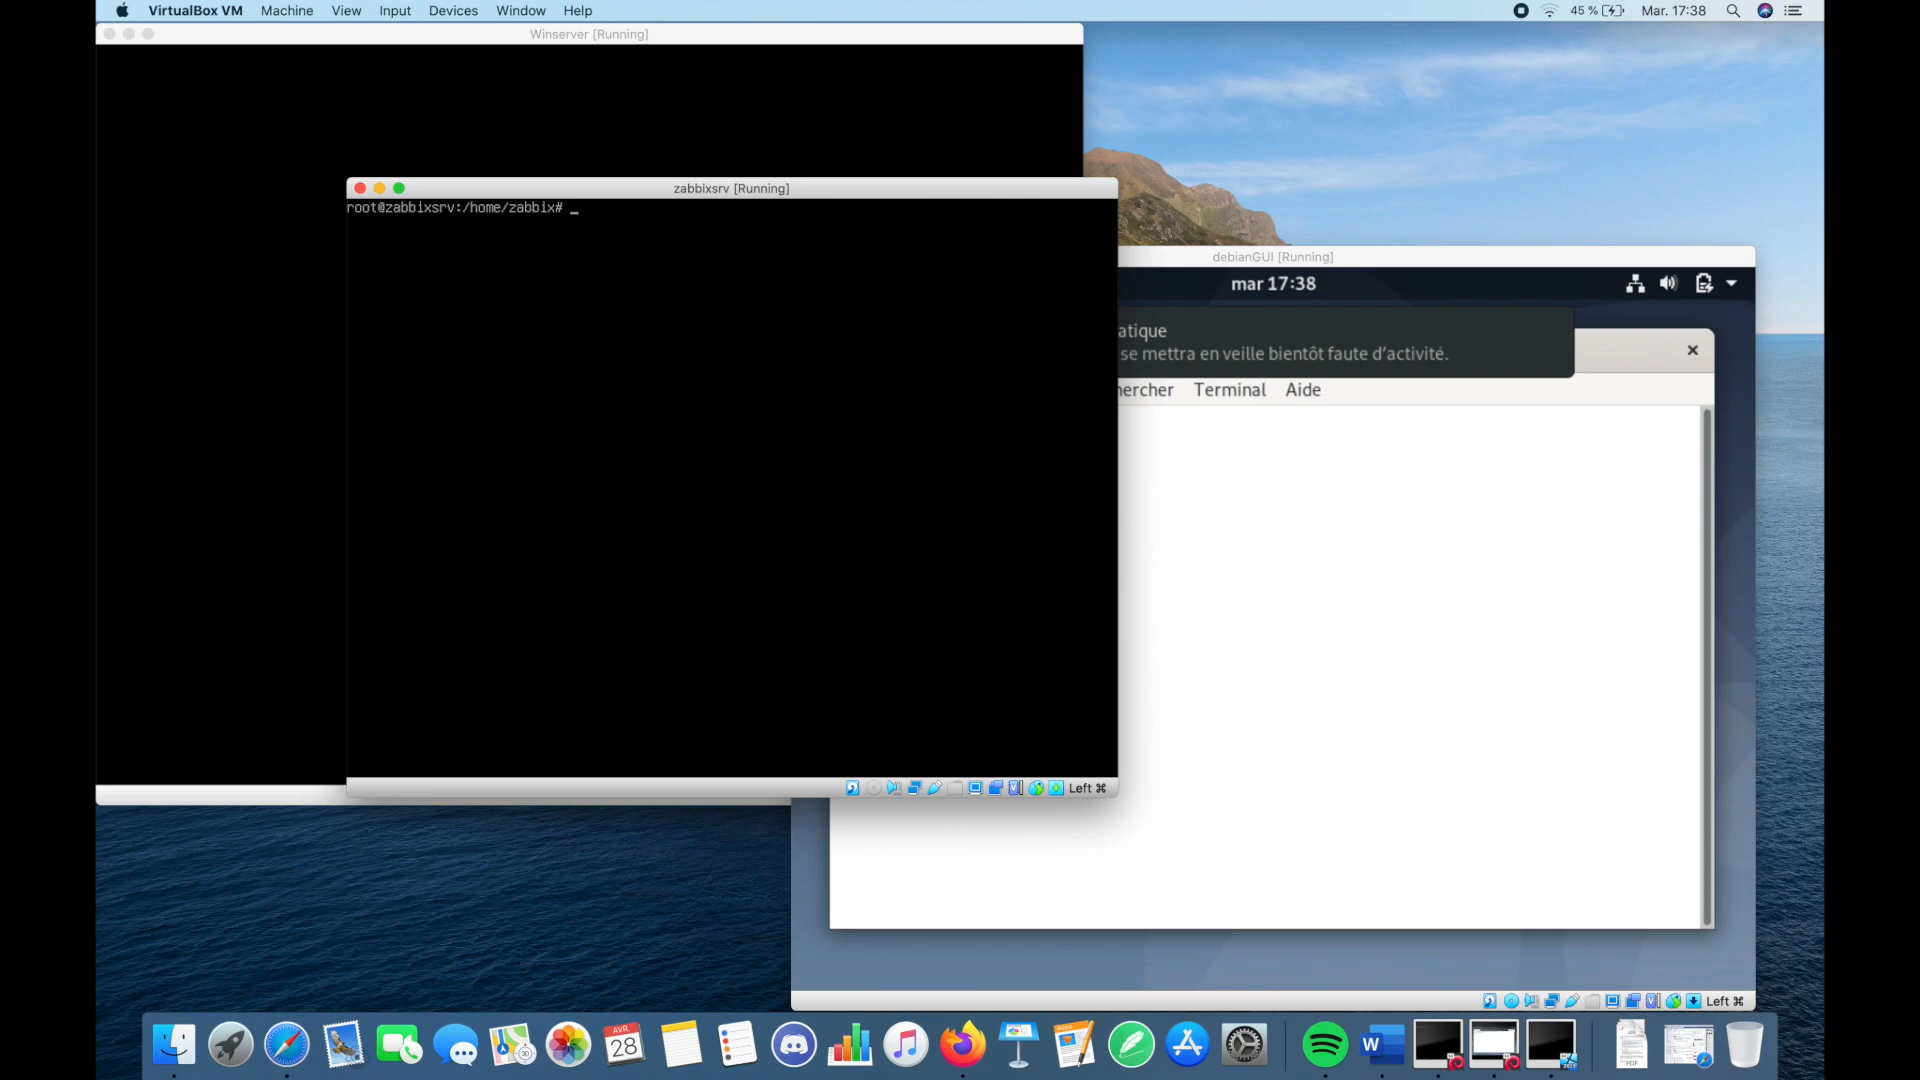 VirtualBox VM Machine View Input Devices Window Help
45 % Mar. 17:38
Winserver [Running]
zabbixsrv [Running]
root@zabbixsrv:/home/zabbix# _
debianGUI [Running]
mar 17:38
atique
se mettra en veille bientôt faute d'activité.
hercher Terminal Aide
Left ⌘
Left ⌘
AVR.
28
W
PDF